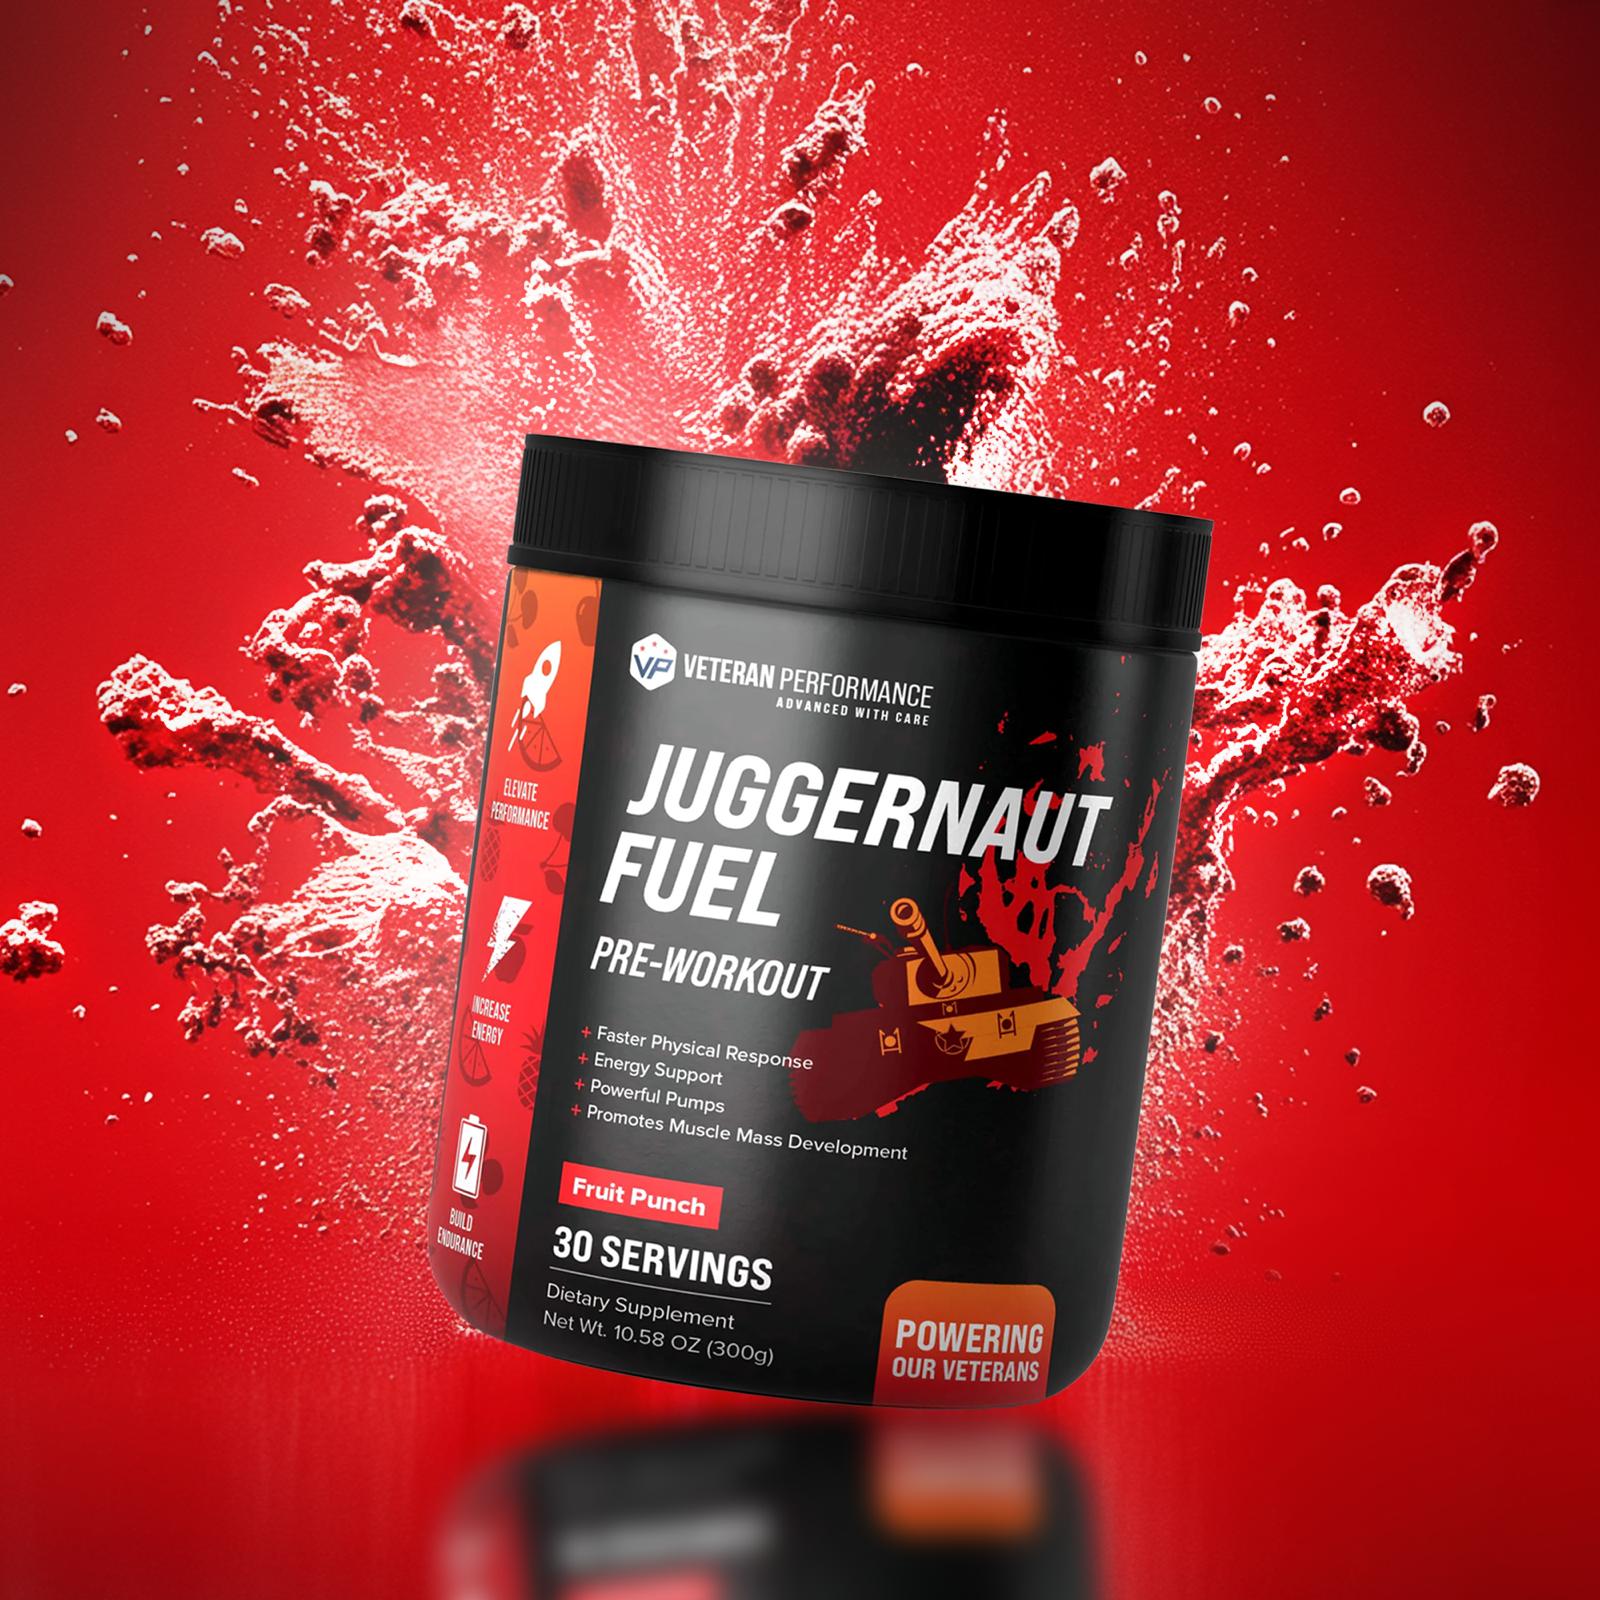 VP VETERAN PERFORMANCE
ADVANCED WITH CARE
JUGGERNAUT
FUEL
PRE-WORKOUT
+ Faster Physical Response
+ Energy Support
+ Powerful Pumps
+ Promotes Muscle Mass Development
Fruit Punch
30 SERVINGS
Dietary Supplement
Net Wt. 10.58 OZ (300g)
POWERING
OUR VETERANS
ELEVATE
PERFORMANCE
INCREASE
ENERGY
BUILD
ENDURANCE